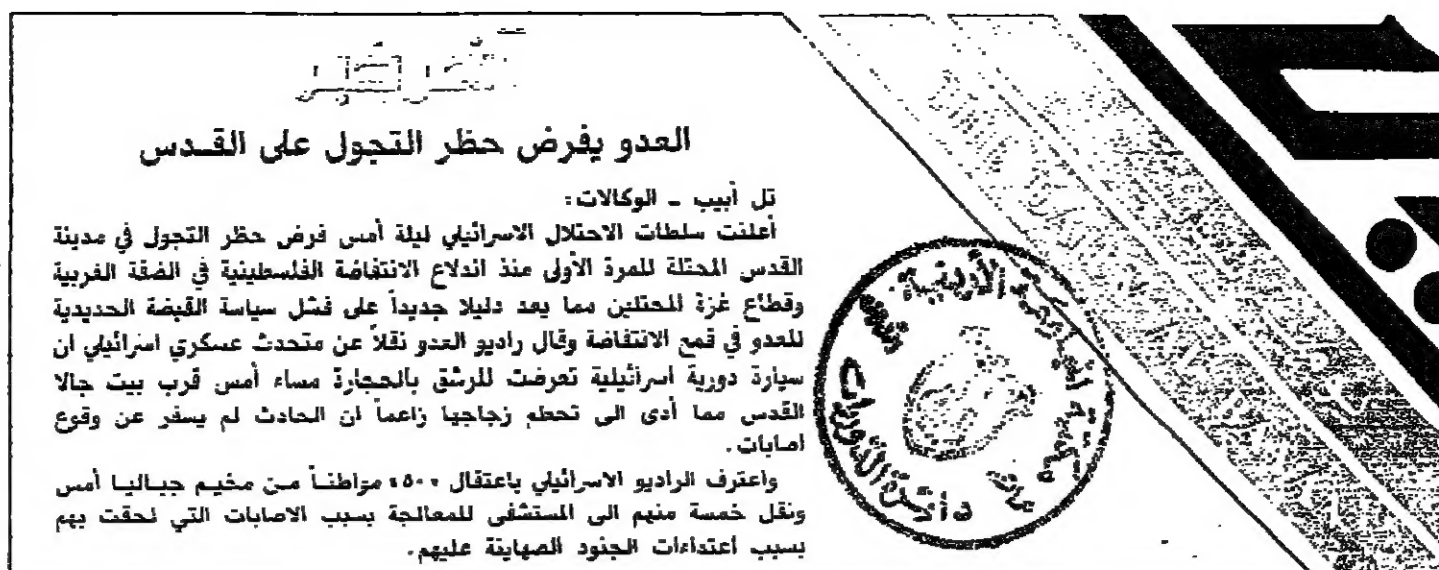 العدو يفرض حظر التجول على القدس
تل أبيب - الوكالات:
أعلنت سلطات الاحتلال الاسرائيلي ليلة أمس فرض حظر التجول في مدينة
القدس المحتلة للمرة الأولى منذ اندلاع الانتفاضة الفلسطينية في الضفة الغربية
وقطاع غزة المحتلين مما يعد دليلا جديداً على فشل سياسة القبضة الحديدية
للعدو في قمع الانتفاضة وقال راديو العدو نقلاً عن متحدث عسكري اسرائيلي ان
سيارة دورية اسرائيلية تعرضت للرشق بالحجارة مساء أمس قرب بيت جالا
القدس مما أدى الى تحطم زجاجها زاعماً ان الحادث لم يسفر عن وقوع
اصابات.
واعترف الراديو الاسرائيلي باعتقال «٥٠» مواطناً من مخيم جباليا أمس
ونقل خمسة منهم الى المستشفى للمعالجة بسبب الاصابات التي لحقت بهم
بسبب أعتداءات الجنود الصهاينة عليهم.
دائرة الدوريات